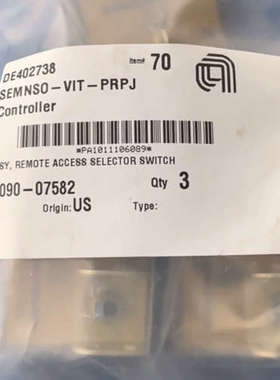 DE402738
Item# 70
SEMNSO-VIT-PRPJ
Controller
*PA1011106089*
SY, REMOTE ACCESS SELECTOR SWITCH
090-07582
Qty 3
Origin: US Type: